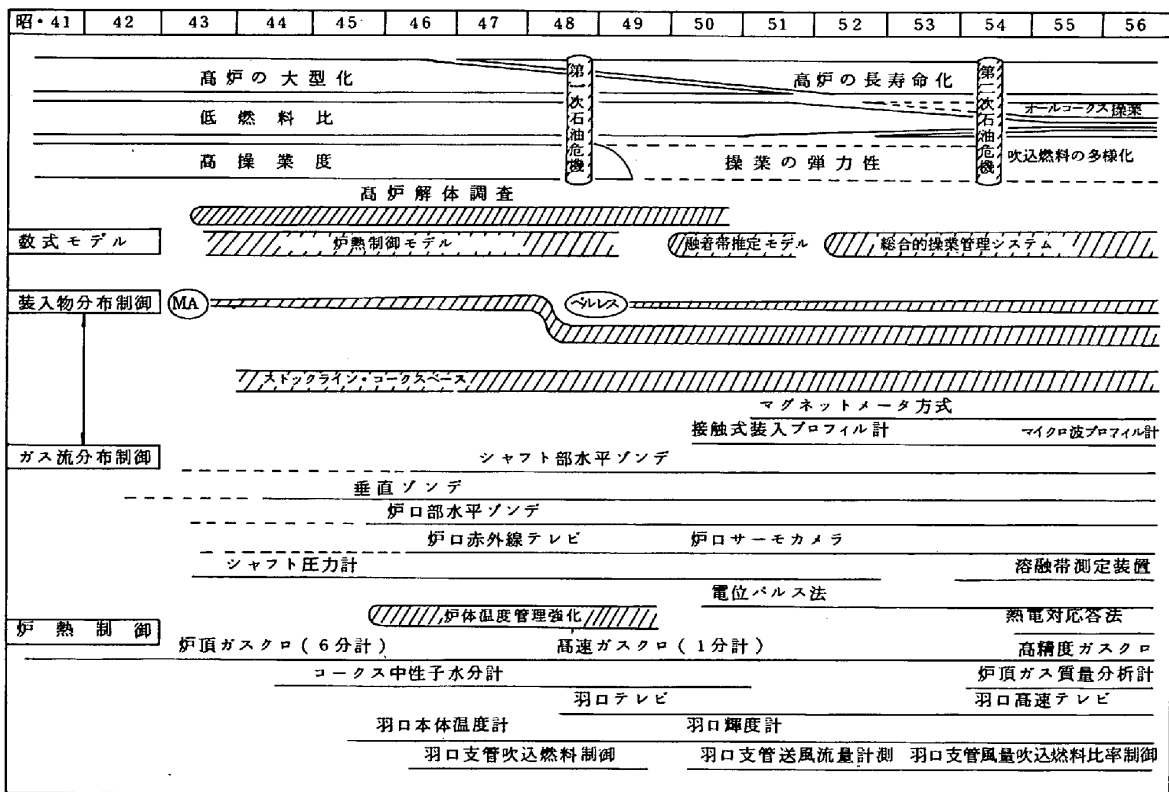 昭・41 42 43 44 45 46 47 48 49 50 51 52 53 54 55 56
高炉の大型化
第一次石油危機
高炉の長寿命化
第二次石油危機
低燃料比
オールコークス操業
高操業度
操業の弾力性
吹込燃料の多様化
高炉解体調査
数式モデル
炉熱制御モデル
融着帯推定モデル
総合的操業管理システム
装入物分布制御
MA
ベルレス
ストックライン・コークスベース
マグネットメータ方式
接触式装入プロフィル計
マイクロ波プロフィル計
ガス流分布制御
シャフト部水平ゾンデ
垂直ゾンデ
炉口部水平ゾンデ
炉口赤外線テレビ
炉口サーモカメラ
シャフト圧力計
溶融帯測定装置
電位パルス法
炉体温度管理強化
熱電対応答法
炉熱制御
炉頂ガスクロ(6分計)
高速ガスクロ(1分計)
高精度ガスクロ
コークス中性子水分計
炉頂ガス質量分析計
羽口テレビ
羽口高速テレビ
羽口本体温度計
羽口輝度計
羽口支管吹込燃料制御
羽口支管送風流量計測
羽口支管風量吹込燃料比率制御